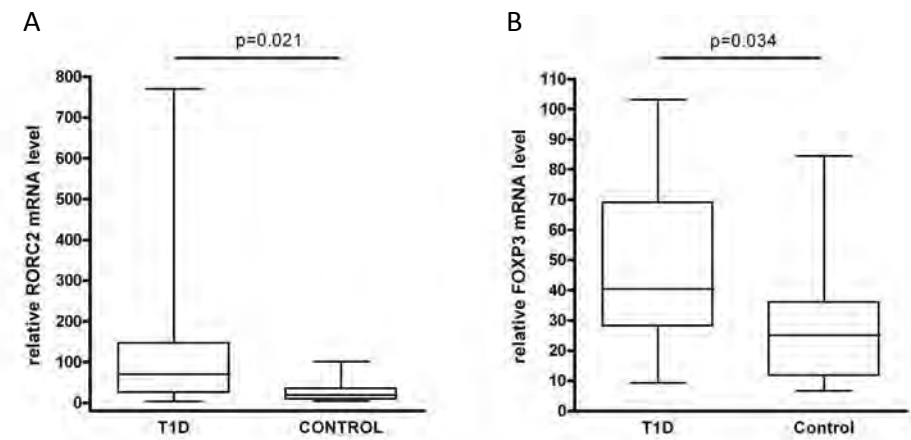 A
p=0.021
relative RORC2 mRNA level
800
700
600
500
400
300
200
100
0
T1D CONTROL
B
p=0.034
relative FOXP3 mRNA level
110
100
90
80
70
60
50
40
30
20
10
0
T1D Control